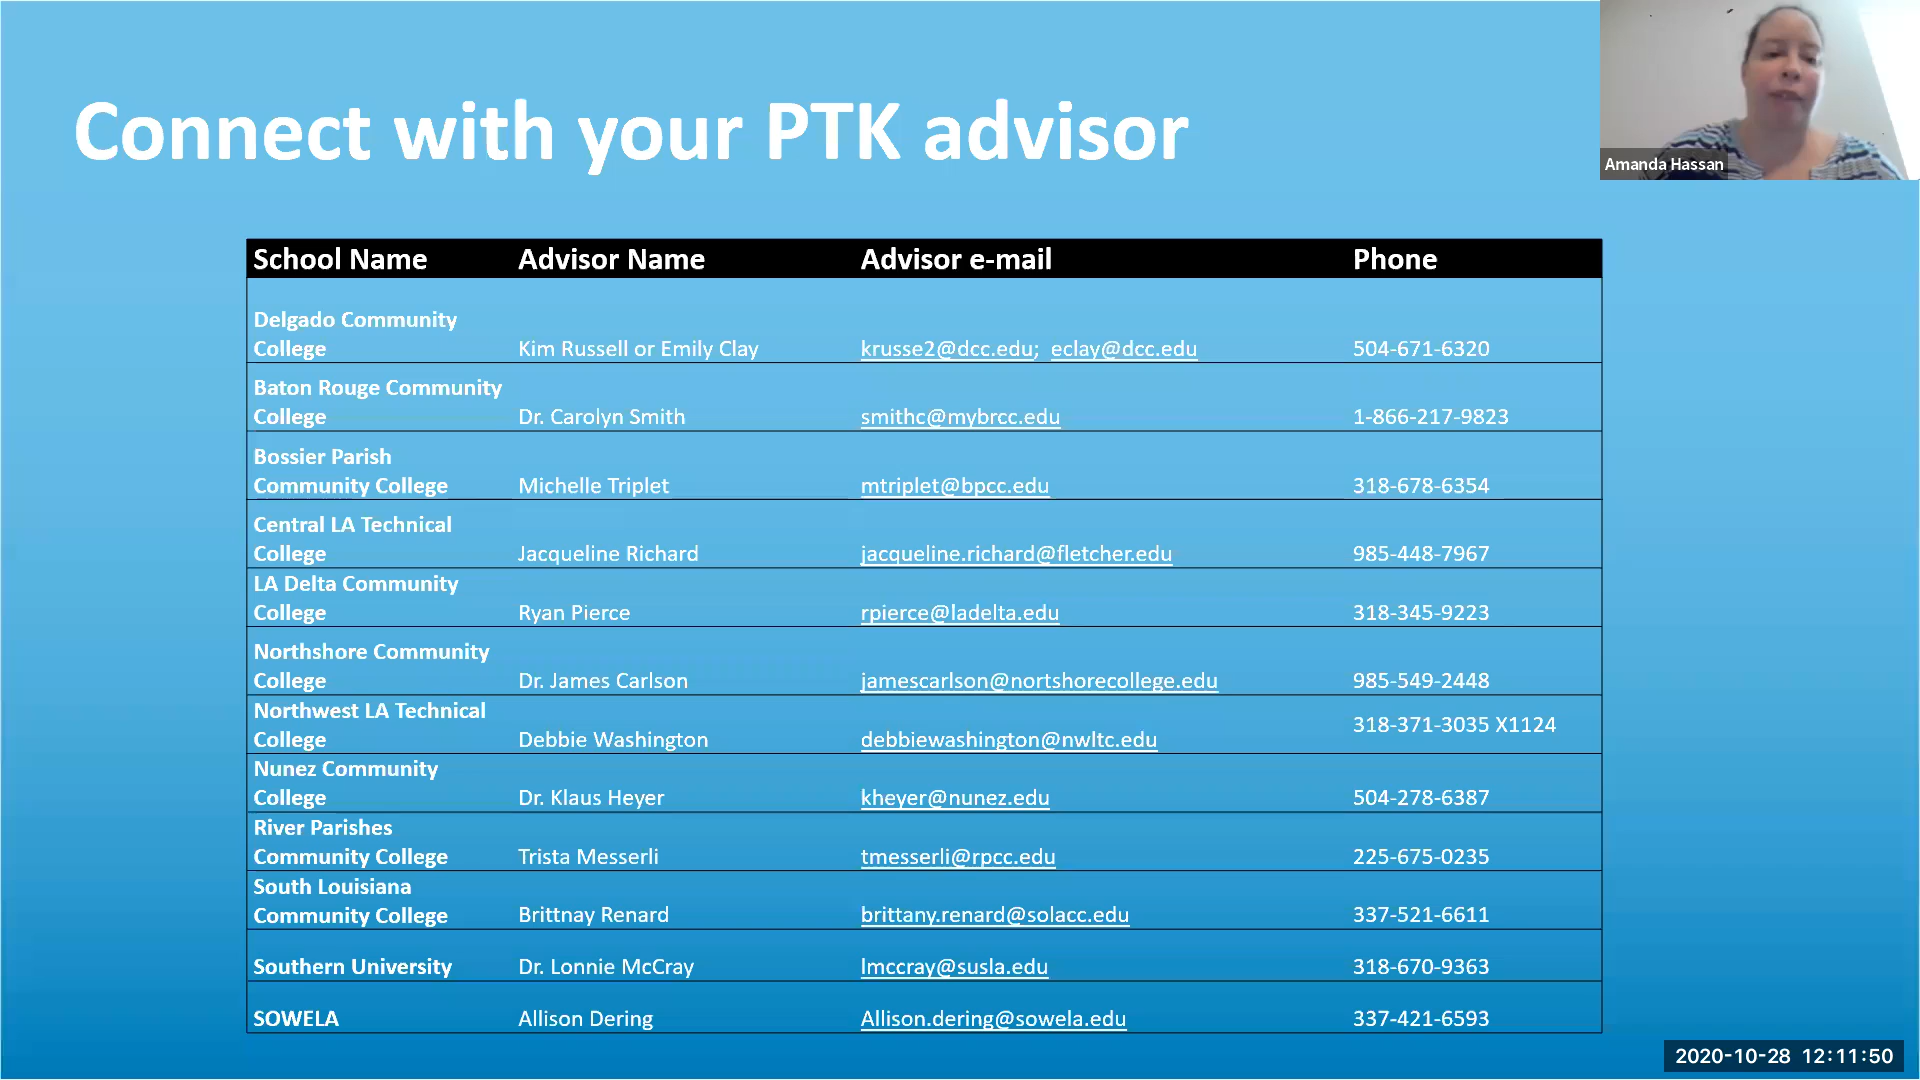 Connect with your PTK advisor
Amanda Hassan
School Name Advisor Name Advisor e-mail Phone
Delgado Community
College Kim Russell or Emily Clay krusse2@dcc.edu; eclay@dcc.edu 504-671-6320
Baton Rouge Community
College Dr. Carolyn Smith smithc@mybrcc.edu 1-866-217-9823
Bossier Parish
Community College Michelle Triplet mtriplet@bpcc.edu 318-678-6354
Central LA Technical
College Jacqueline Richard jacqueline.richard@fletcher.edu 985-448-7967
LA Delta Community
College Ryan Pierce rpierce@ladelta.edu 318-345-9223
Northshore Community
College Dr. James Carlson jamescarlson@nortshorecollege.edu 985-549-2448
Northwest LA Technical
College Debbie Washington debbiewashington@nwltc.edu 318-371-3035 X1124
Nunez Community
College Dr. Klaus Heyer kheyer@nunez.edu 504-278-6387
River Parishes
Community College Trista Messerli tmesserli@rpcc.edu 225-675-0235
South Louisiana
Community College Brittnay Renard brittany.renard@solacc.edu 337-521-6611
Southern University Dr. Lonnie McCray lmccray@susla.edu 318-670-9363
SOWELA Allison Dering Allison.dering@sowela.edu 337-421-6593
2020-10-28 12:11:50